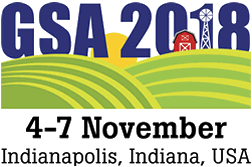 GSA 2018
4–7 November
Indianapolis, Indiana, USA